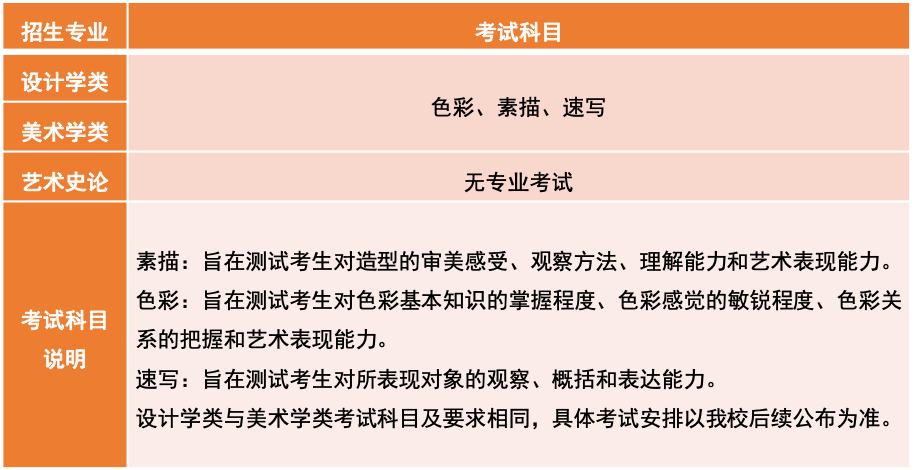 招生专业 考试科目
设计学类
色彩、素描、速写
美术学类
艺术史论 无专业考试
考试科目
说明
素描：旨在测试考生对造型的审美感受、观察方法、理解能力和艺术表现能力。
色彩：旨在测试考生对色彩基本知识的掌握程度、色彩感觉的敏锐程度、色彩关
系的把握和艺术表现能力。
速写：旨在测试考生对所表现对象的观察、概括和表达能力。
设计学类与美术学类考试科目及要求相同，具体考试安排以我校后续公布为准。